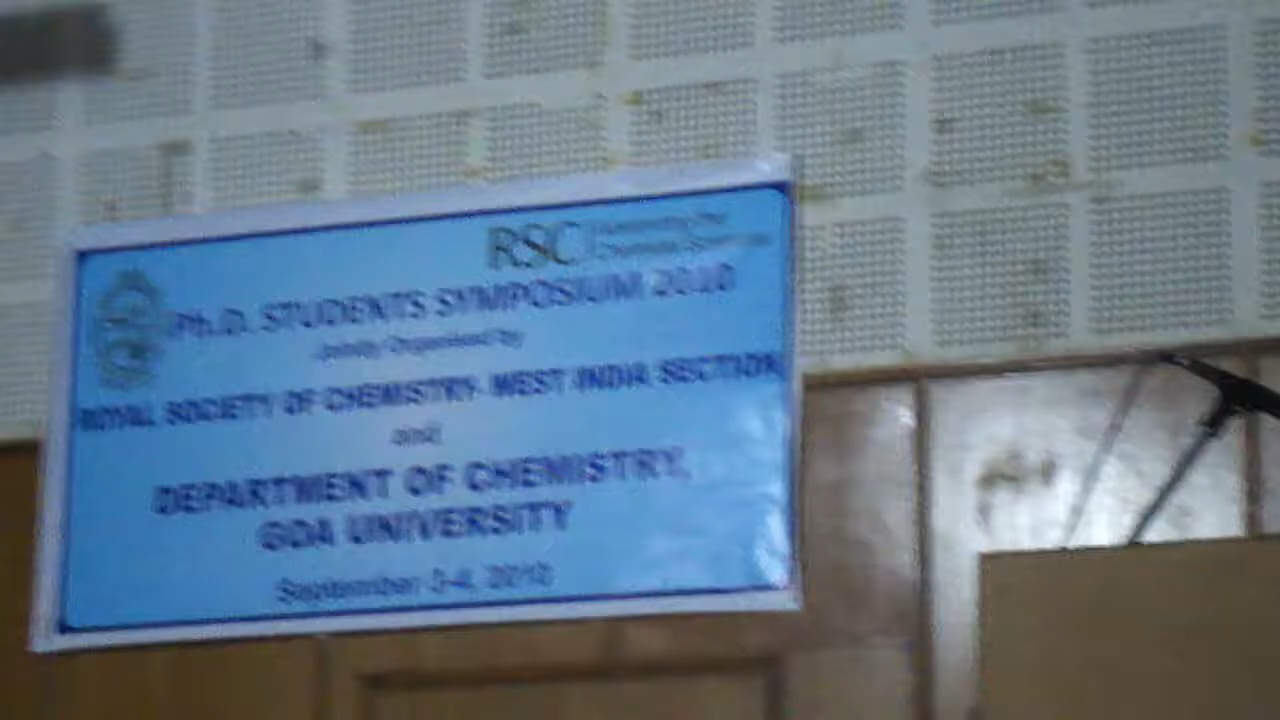 RSC
Ph.D. STUDENTS SYMPOSIUM 2010
Jointly Organised by
ROYAL SOCIETY OF CHEMISTRY- WEST INDIA SECTION
and
DEPARTMENT OF CHEMISTRY,
GOA UNIVERSITY
September 3-4, 2010